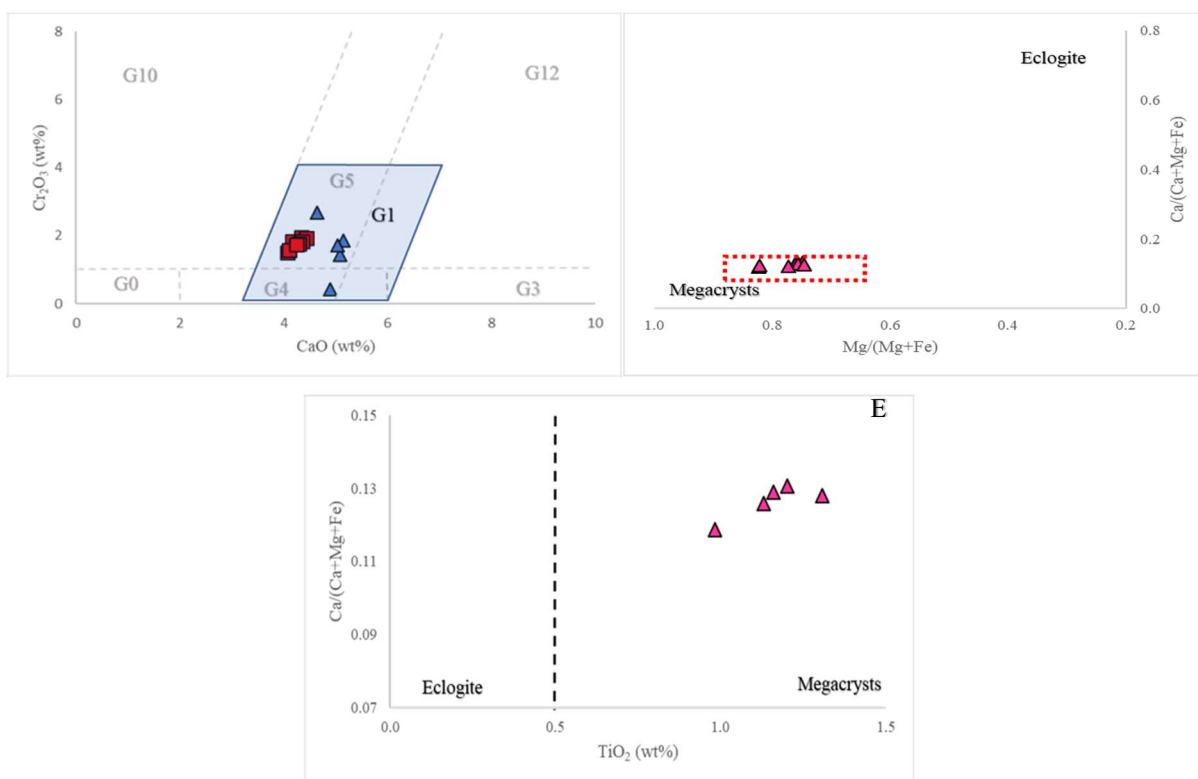 8
6
4
2
0
0
2
4
6
8
10
Cr₂O₃ (wt%)
CaO (wt%)
G10
G12
G5
G1
G0
G4
G3
0.8
0.6
0.4
0.2
0.0
Ca/(Ca+Mg+Fe)
Eclogite
Megacrysts
1.0
0.8
0.6
0.4
0.2
Mg/(Mg+Fe)
E
0.15
0.13
0.11
0.09
0.07
Ca/(Ca+Mg+Fe)
Eclogite
Megacrysts
0.0
0.5
1.0
1.5
TiO₂ (wt%)